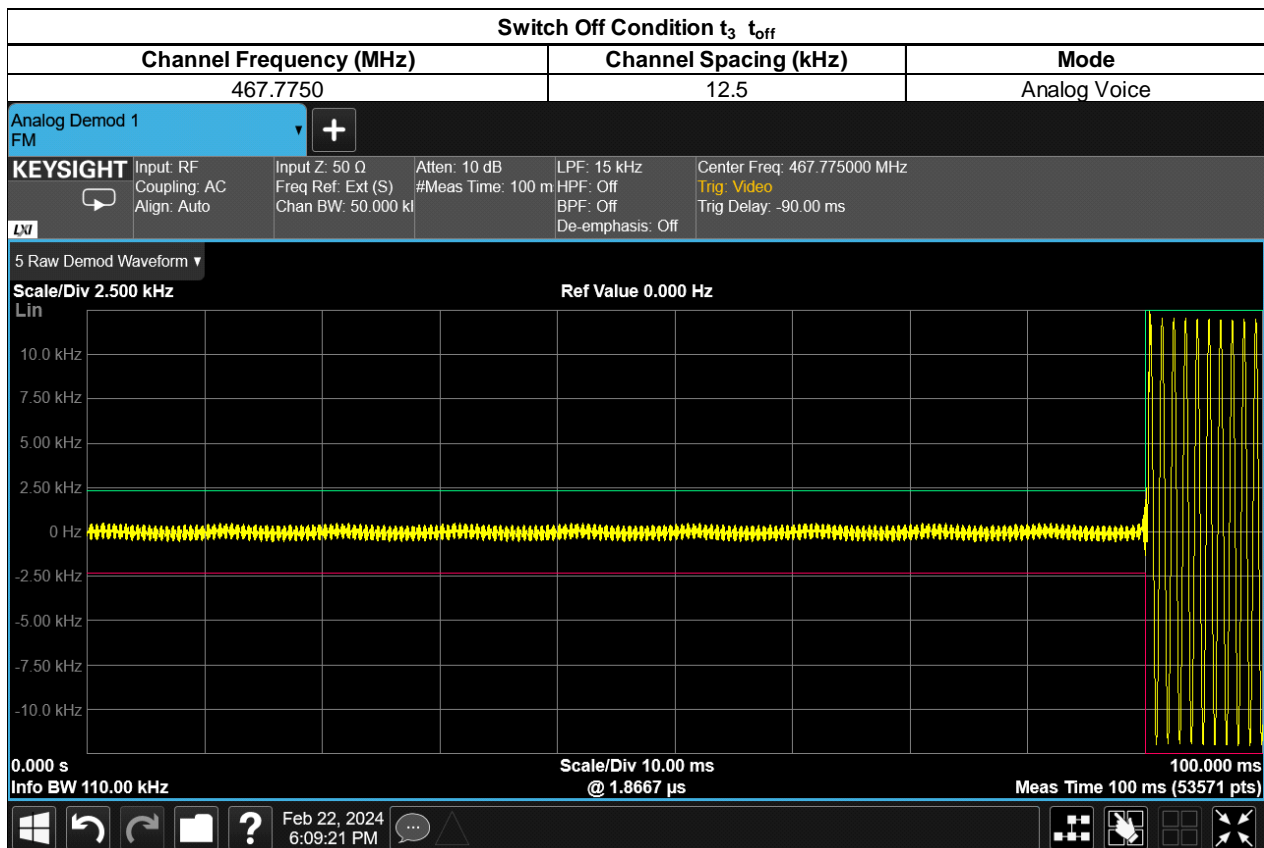 Switch Off Condition t3 toff
Channel Frequency (MHz) Channel Spacing (kHz) Mode
467.7750 12.5 Analog Voice
Analog Demod 1
FM
KEYSIGHT Input: RF Input Z: 50 Ω Atten: 10 dB LPF: 15 kHz Center Freq: 467.775000 MHz
Coupling: AC Freq Ref: Ext (S) #Meas Time: 100 m HPF: Off Trig: Video
Align: Auto Chan BW: 50.000 kl BPF: Off Trig Delay: -90.00 ms
LXI De-emphasis: Off
5 Raw Demod Waveform
Scale/Div 2.500 kHz Ref Value 0.000 Hz
Lin
10.0 kHz
7.50 kHz
5.00 kHz
2.50 kHz
0 Hz
-2.50 kHz
-5.00 kHz
-7.50 kHz
-10.0 kHz
0.000 s Scale/Div 10.00 ms 100.000 ms
Info BW 110.00 kHz @ 1.8667 µs Meas Time 100 ms (53571 pts)
? Feb 22, 2024
6:09:21 PM